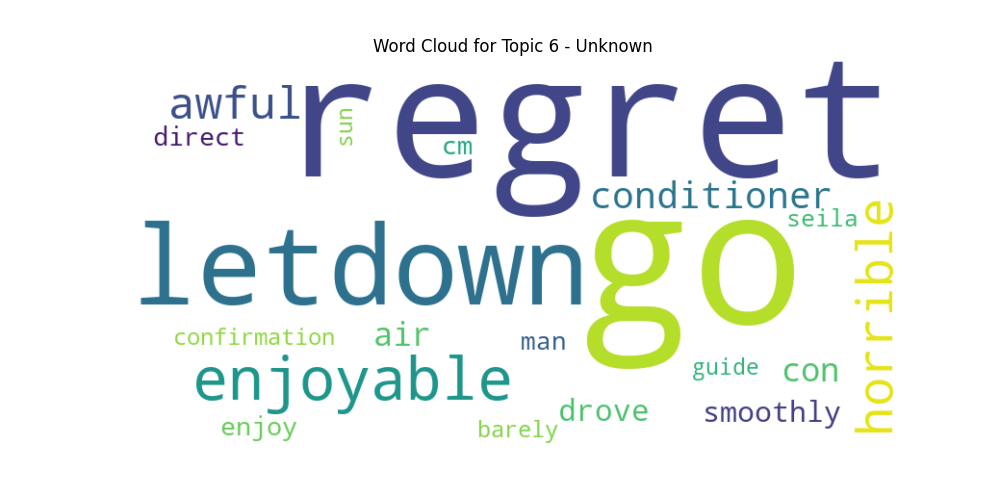 Word Cloud for Topic 6 - Unknown
regret
awful
direct
sun
cm
conditioner
seila
horrible
letdown
go
confirmation
air
man
guide
con
enjoyable
drove
smoothly
enjoy
barely